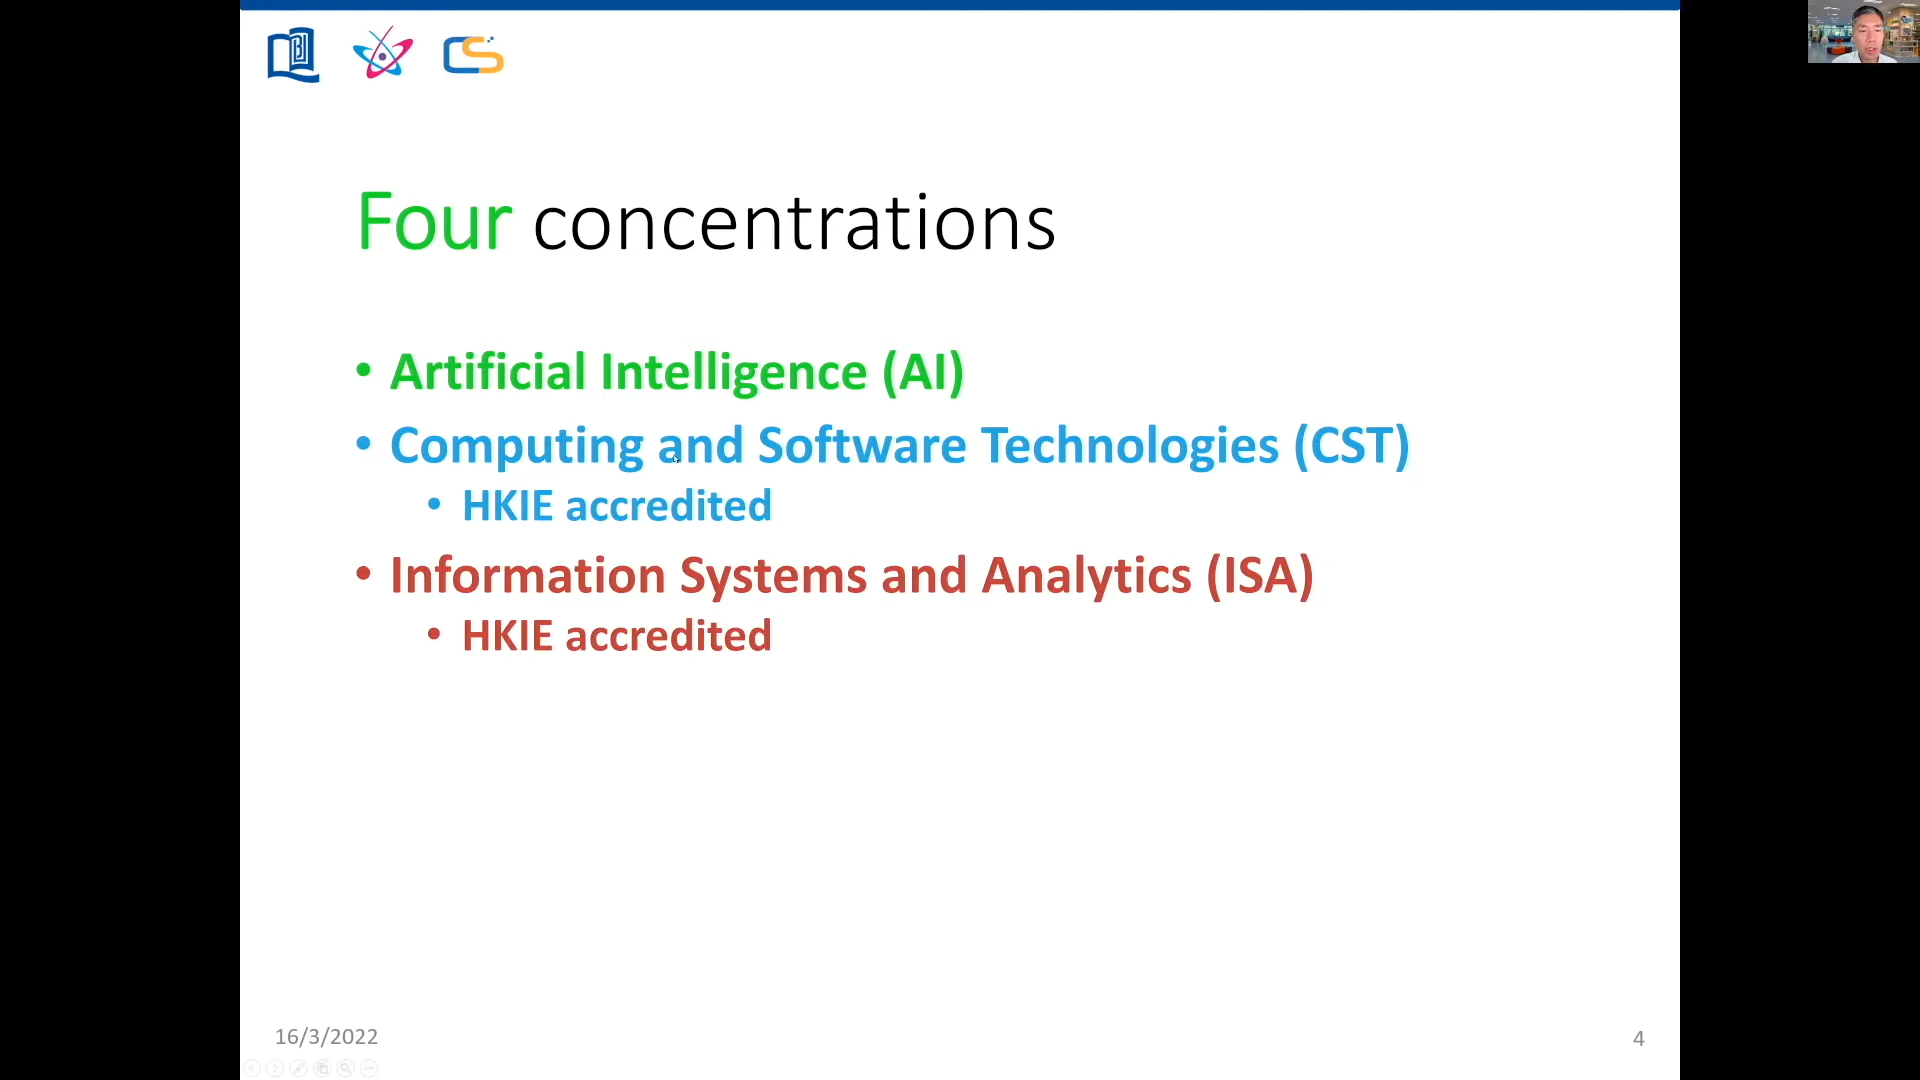 CS
Four concentrations
• Artificial Intelligence (AI)
• Computing and Software Technologies (CST)
• HKIE accredited
• Information Systems and Analytics (ISA)
• HKIE accredited
16/3/2022
4